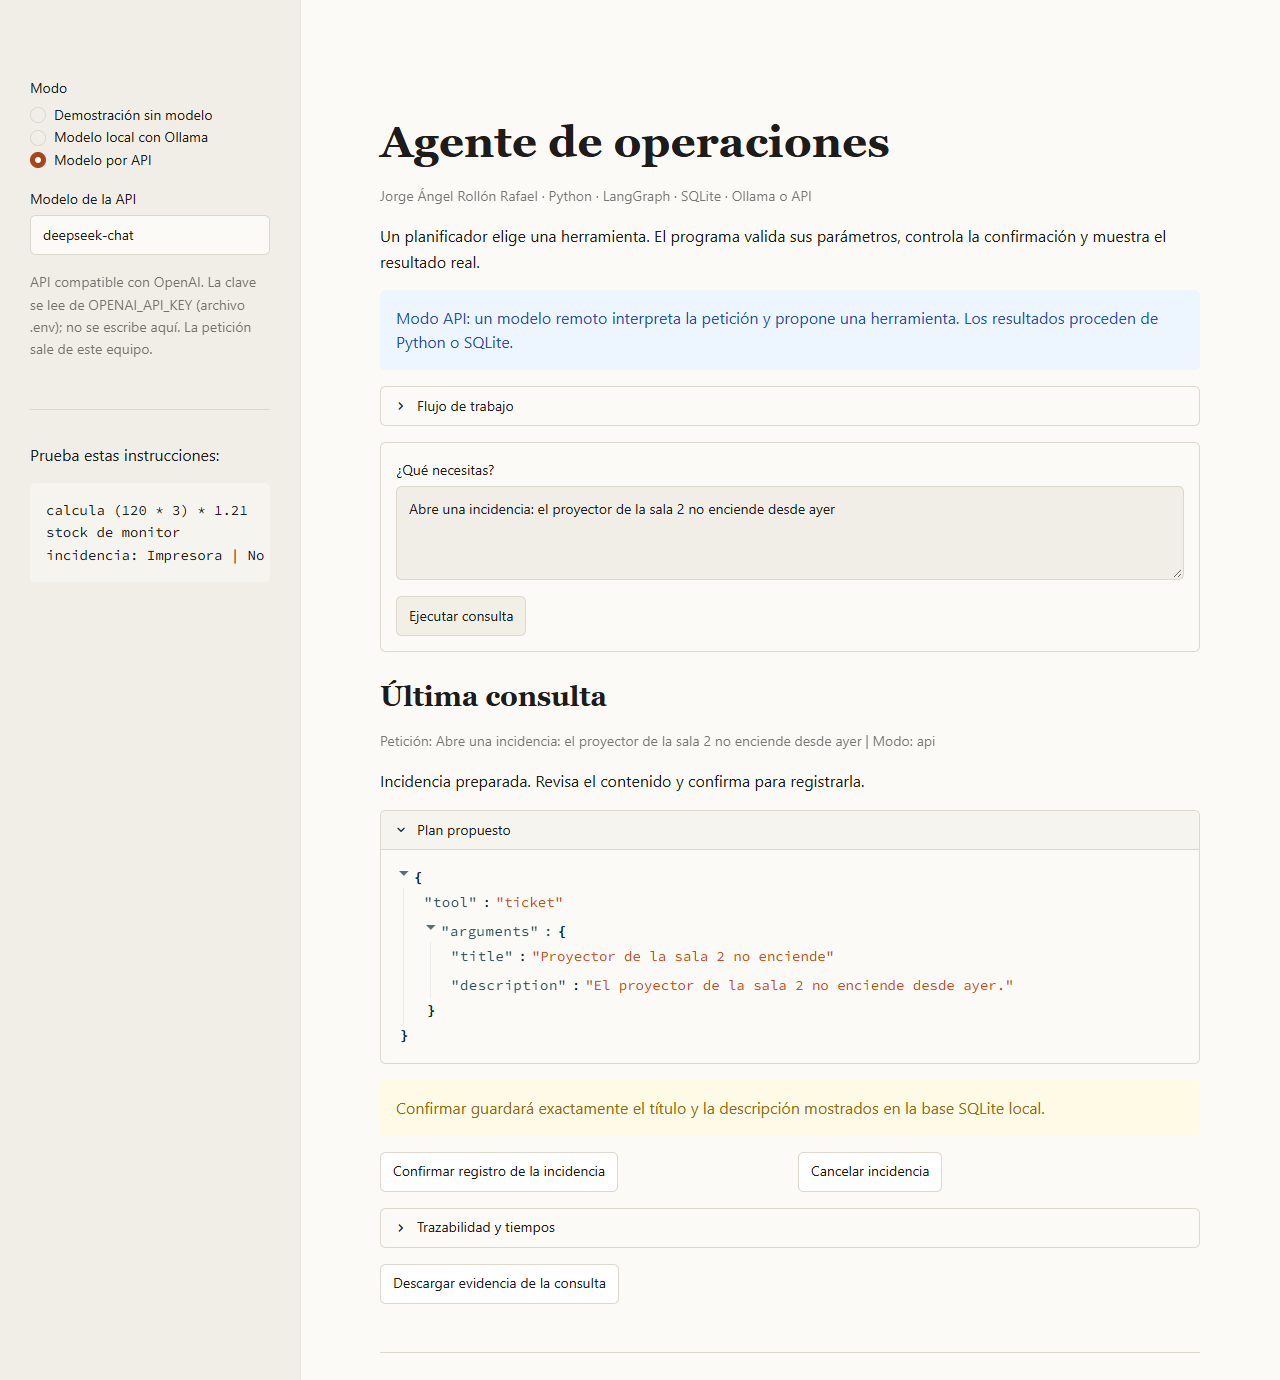 Modo
Demostración sin modelo
Modelo local con Ollama
Modelo por API
Modelo de la API
deepseek-chat
API compatible con OpenAI. La clave
se lee de OPENAI_API_KEY (archivo
.env); no se escribe aquí. La petición
sale de este equipo.
Prueba estas instrucciones:
calcula (120 * 3) * 1.21
stock de monitor
incidencia: Impresora | No
Agente de operaciones
Jorge Ángel Rollón Rafael · Python · LangGraph · SQLite · Ollama o API
Un planificador elige una herramienta. El programa valida sus parámetros, controla la confirmación y muestra el
resultado real.
Modo API: un modelo remoto interpreta la petición y propone una herramienta. Los resultados proceden de
Python o SQLite.
Flujo de trabajo
¿Qué necesitas?
Abre una incidencia: el proyector de la sala 2 no enciende desde ayer
Ejecutar consulta
Última consulta
Petición: Abre una incidencia: el proyector de la sala 2 no enciende desde ayer | Modo: api
Incidencia preparada. Revisa el contenido y confirma para registrarla.
Plan propuesto
{
"tool" : "ticket"
"arguments" : {
"title" : "Proyector de la sala 2 no enciende"
"description" : "El proyector de la sala 2 no enciende desde ayer."
}
}
Confirmar guardará exactamente el título y la descripción mostrados en la base SQLite local.
Confirmar registro de la incidencia
Cancelar incidencia
Trazabilidad y tiempos
Descargar evidencia de la consulta